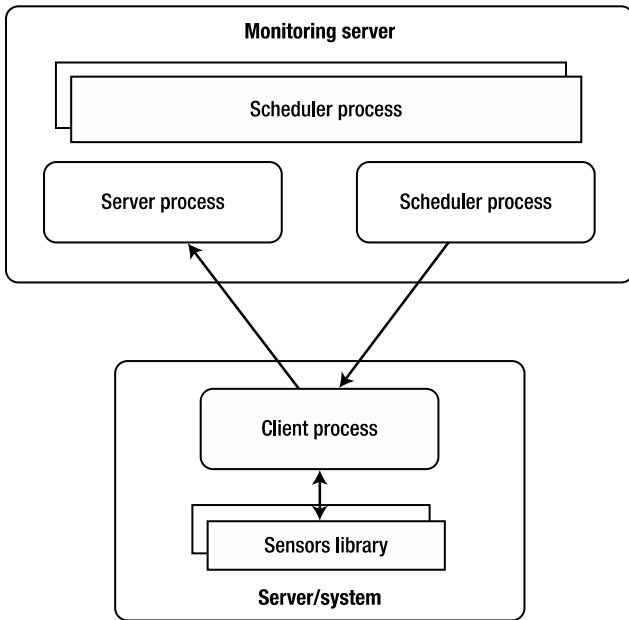 Monitoring server
Scheduler process
Server process
Scheduler process
Client process
Sensors library
Server/system